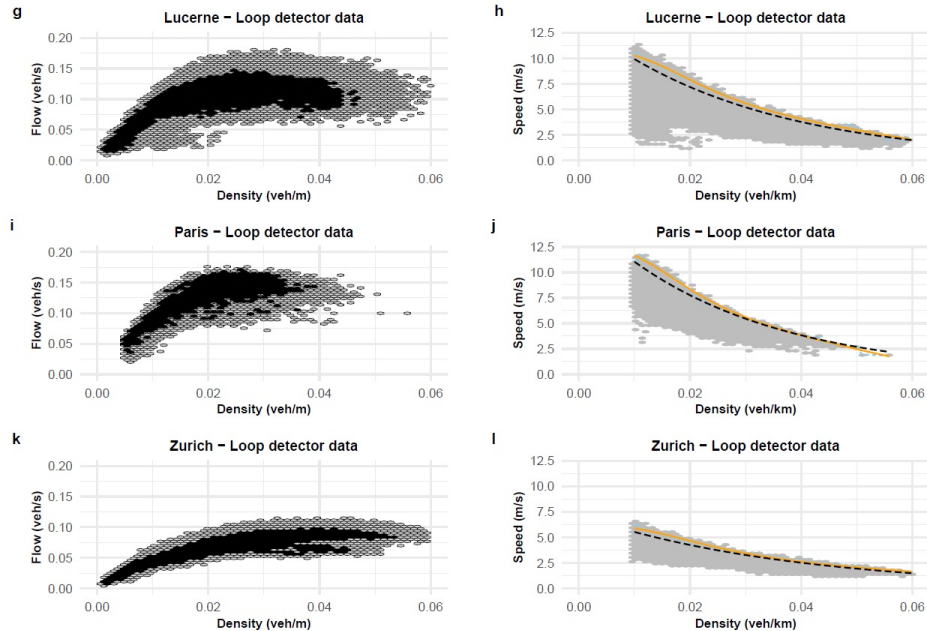 g
Lucerne − Loop detector data
0.20
0.15
0.10
0.05
0.00
Flow (veh/s)
0.00 0.02 0.04 0.06
Density (veh/m)
h
Lucerne − Loop detector data
12.5
10.0
7.5
5.0
2.5
0.0
Speed (m/s)
0.00 0.02 0.04 0.06
Density (veh/km)
i
Paris − Loop detector data
0.20
0.15
0.10
0.05
0.00
Flow (veh/s)
0.00 0.02 0.04 0.06
Density (veh/m)
j
Paris − Loop detector data
12.5
10.0
7.5
5.0
2.5
0.0
Speed (m/s)
0.00 0.02 0.04 0.06
Density (veh/km)
k
Zurich − Loop detector data
0.20
0.15
0.10
0.05
0.00
Flow (veh/s)
0.00 0.02 0.04 0.06
Density (veh/m)
l
Zurich − Loop detector data
12.5
10.0
7.5
5.0
2.5
0.0
Speed (m/s)
0.00 0.02 0.04 0.06
Density (veh/km)